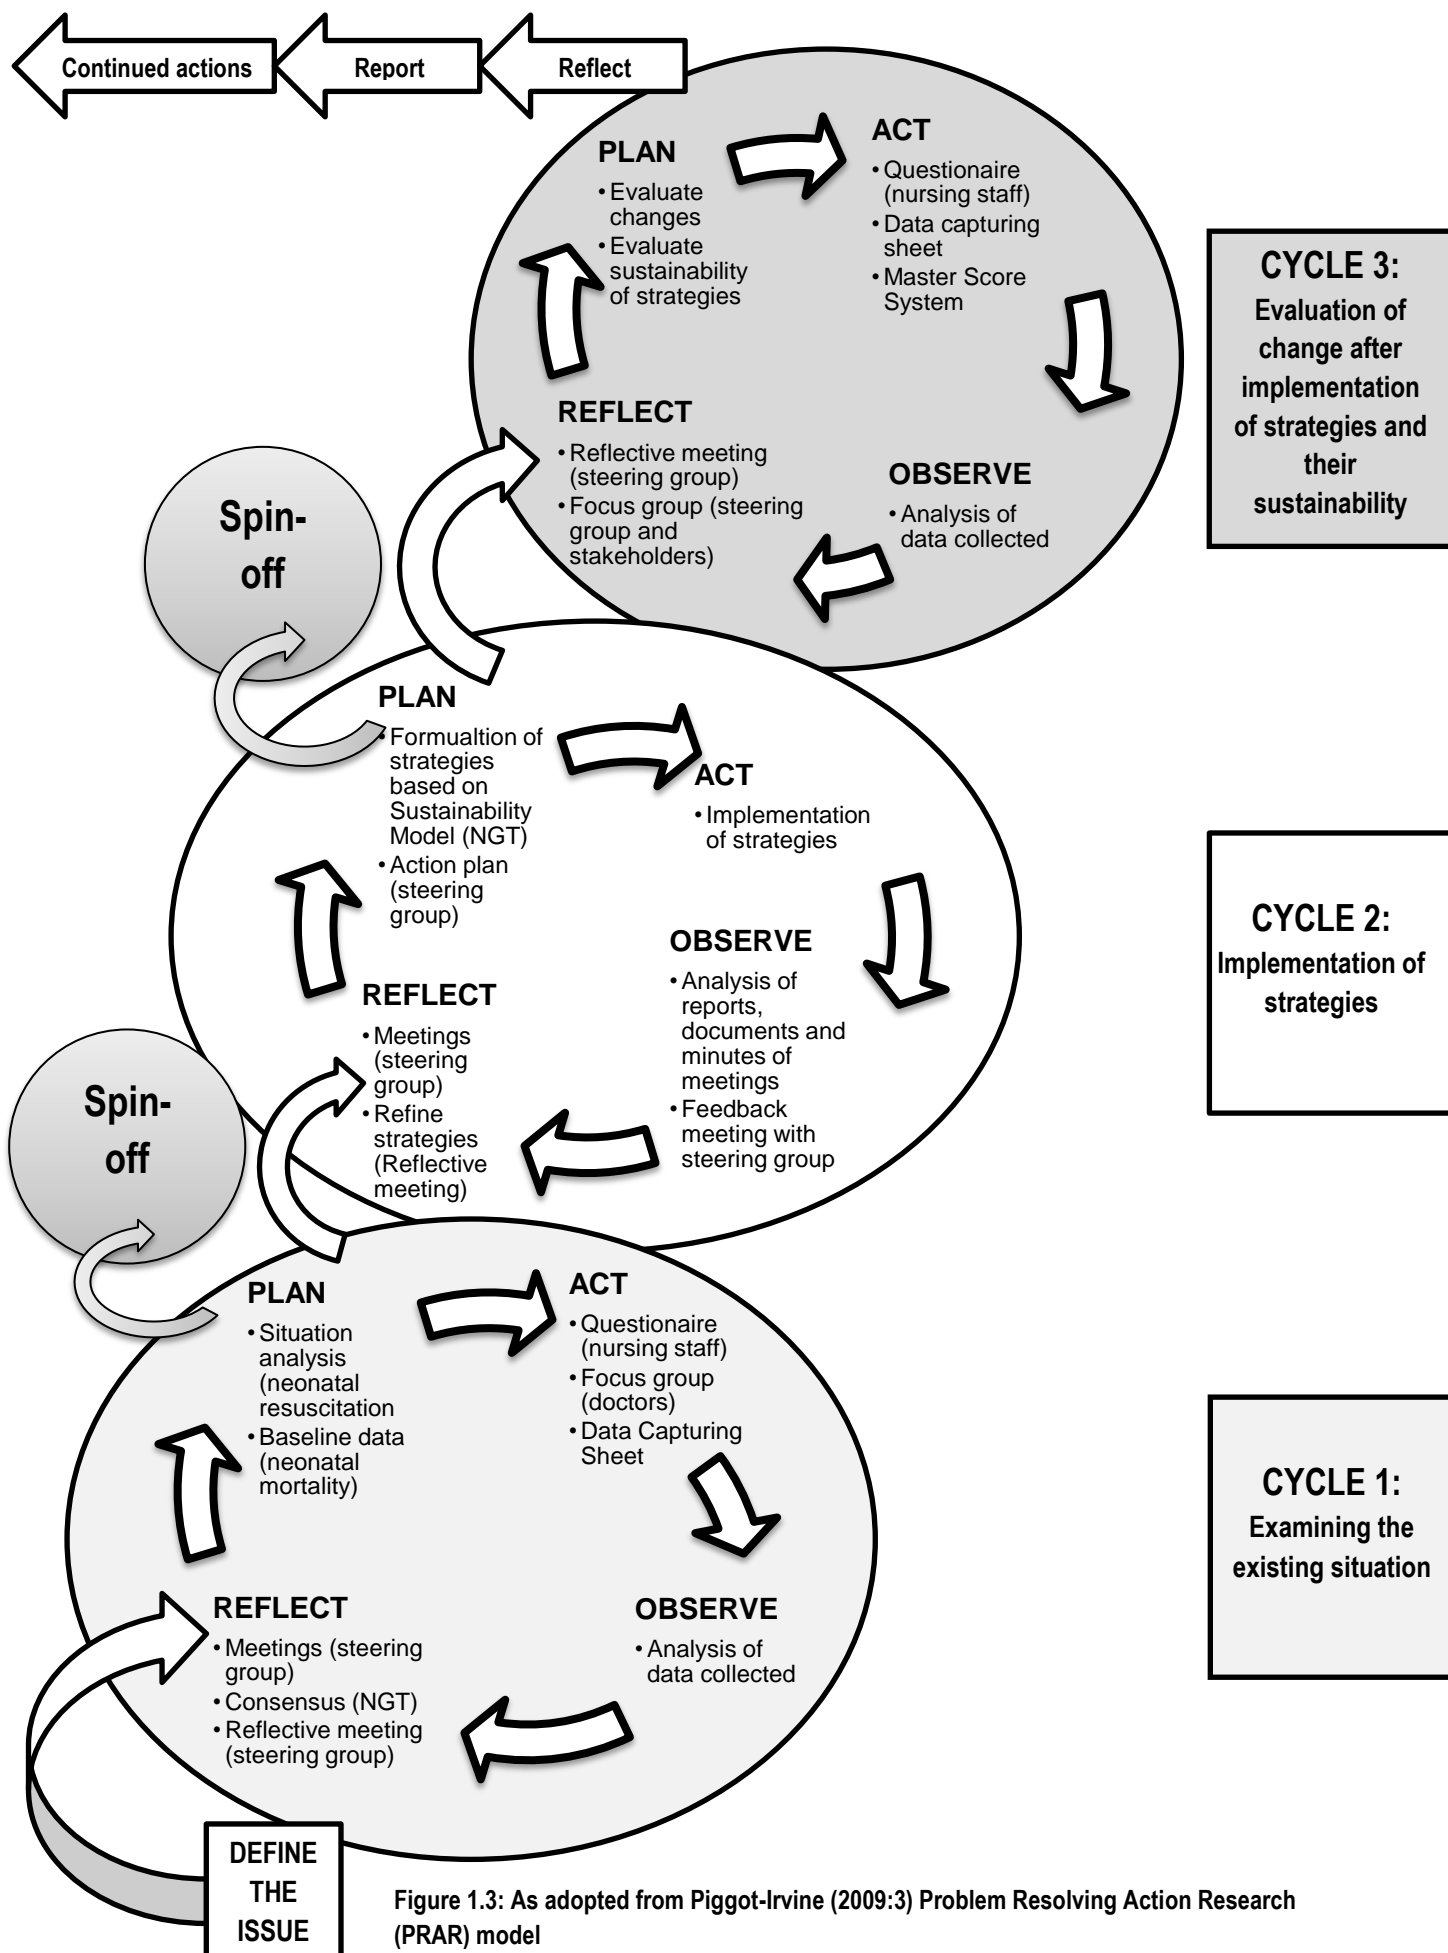 Continued actions
Report
Reflect
PLAN
• Evaluate
changes
• Evaluate
sustainability
of strategies
ACT
• Questionaire
(nursing staff)
• Data capturing
sheet
• Master Score
System
REFLECT
• Reflective meeting
(steering group)
• Focus group (steering
group and
stakeholders)
OBSERVE
• Analysis of
data collected
CYCLE 3:
Evaluation of
change after
implementation
of strategies and
their
sustainability
Spin-
off
PLAN
• Formualtion of
strategies
based on
Sustainability
Model (NGT)
• Action plan
(steering
group)
ACT
• Implementation
of strategies
OBSERVE
• Analysis of
reports,
documents and
minutes of
meetings
• Feedback
meeting with
steering group
REFLECT
• Meetings
(steering
group)
• Refine
strategies
(Reflective
meeting)
CYCLE 2:
Implementation of
strategies
Spin-
off
PLAN
• Situation
analysis
(neonatal
resuscitation
• Baseline data
(neonatal
mortality)
ACT
• Questionaire
(nursing staff)
• Focus group
(doctors)
• Data Capturing
Sheet
REFLECT
• Meetings (steering
group)
• Consensus (NGT)
• Reflective meeting
(steering group)
OBSERVE
• Analysis of
data collected
CYCLE 1:
Examining the
existing situation
DEFINE
THE
ISSUE
Figure 1.3: As adopted from Piggot-Irvine (2009:3) Problem Resolving Action Research
(PRAR) model